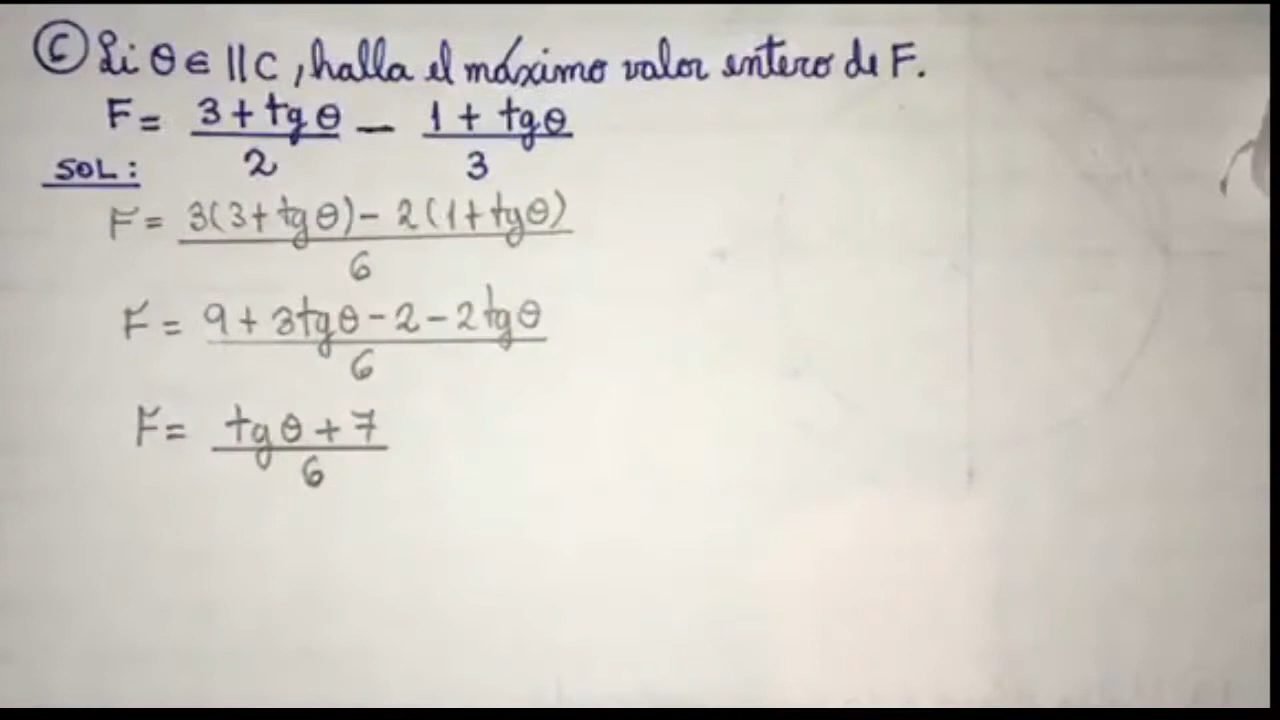 Ⓒ Si θ ∈ IIC, halla el máximo valor entero de F.
F = (3 + tgθ)/2 − (1 + tgθ)/3
SOL:
F = (3(3 + tgθ) − 2(1 + tgθ))/6
F = (9 + 3tgθ − 2 − 2tgθ)/6
F = (tgθ + 7)/6